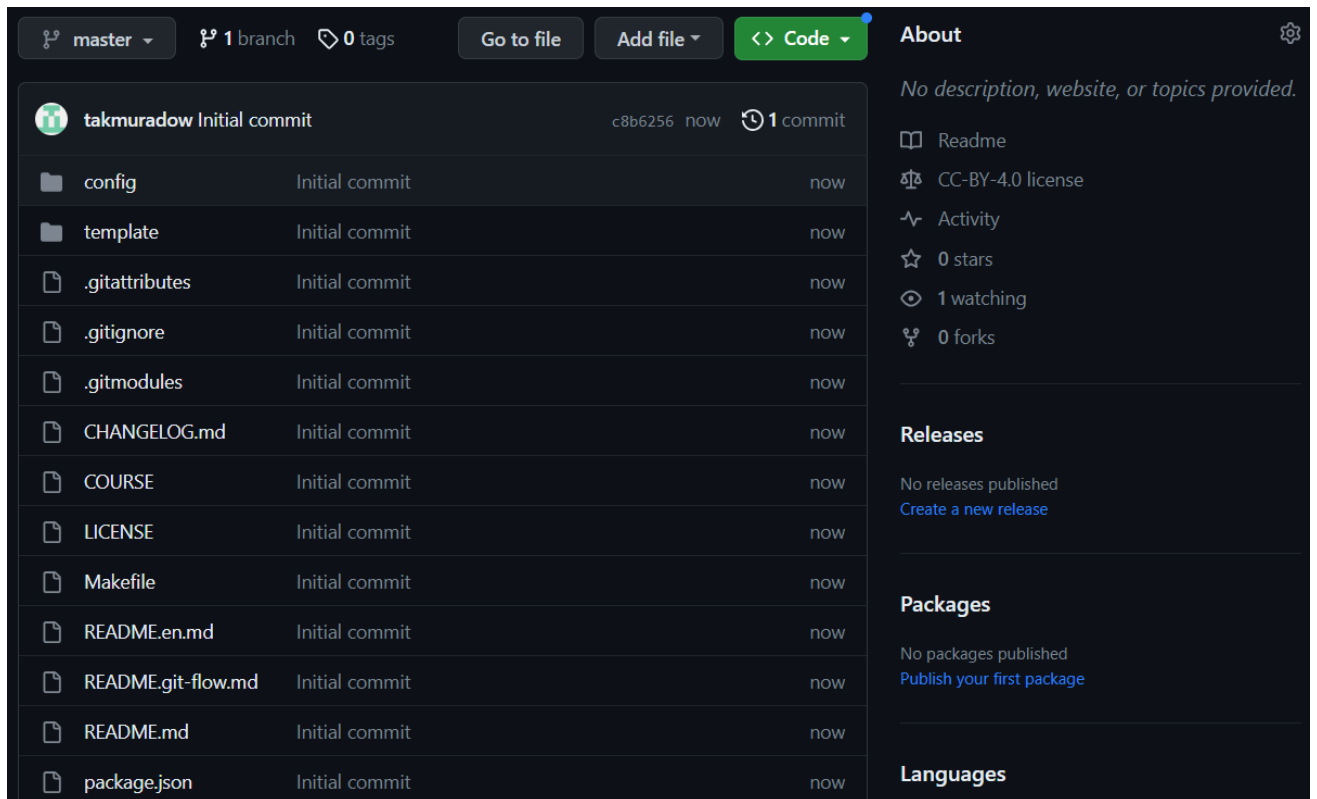 master 1 branch 0 tags Go to file Add file Code
takmuradow Initial commit c8b6256 now 1 commit
config Initial commit now
template Initial commit now
.gitattributes Initial commit now
.gitignore Initial commit now
.gitmodules Initial commit now
CHANGELOG.md Initial commit now
COURSE Initial commit now
LICENSE Initial commit now
Makefile Initial commit now
README.en.md Initial commit now
README.git-flow.md Initial commit now
README.md Initial commit now
package.json Initial commit now
About
No description, website, or topics provided.
Readme
CC-BY-4.0 license
Activity
0 stars
1 watching
0 forks
Releases
No releases published
Create a new release
Packages
No packages published
Publish your first package
Languages